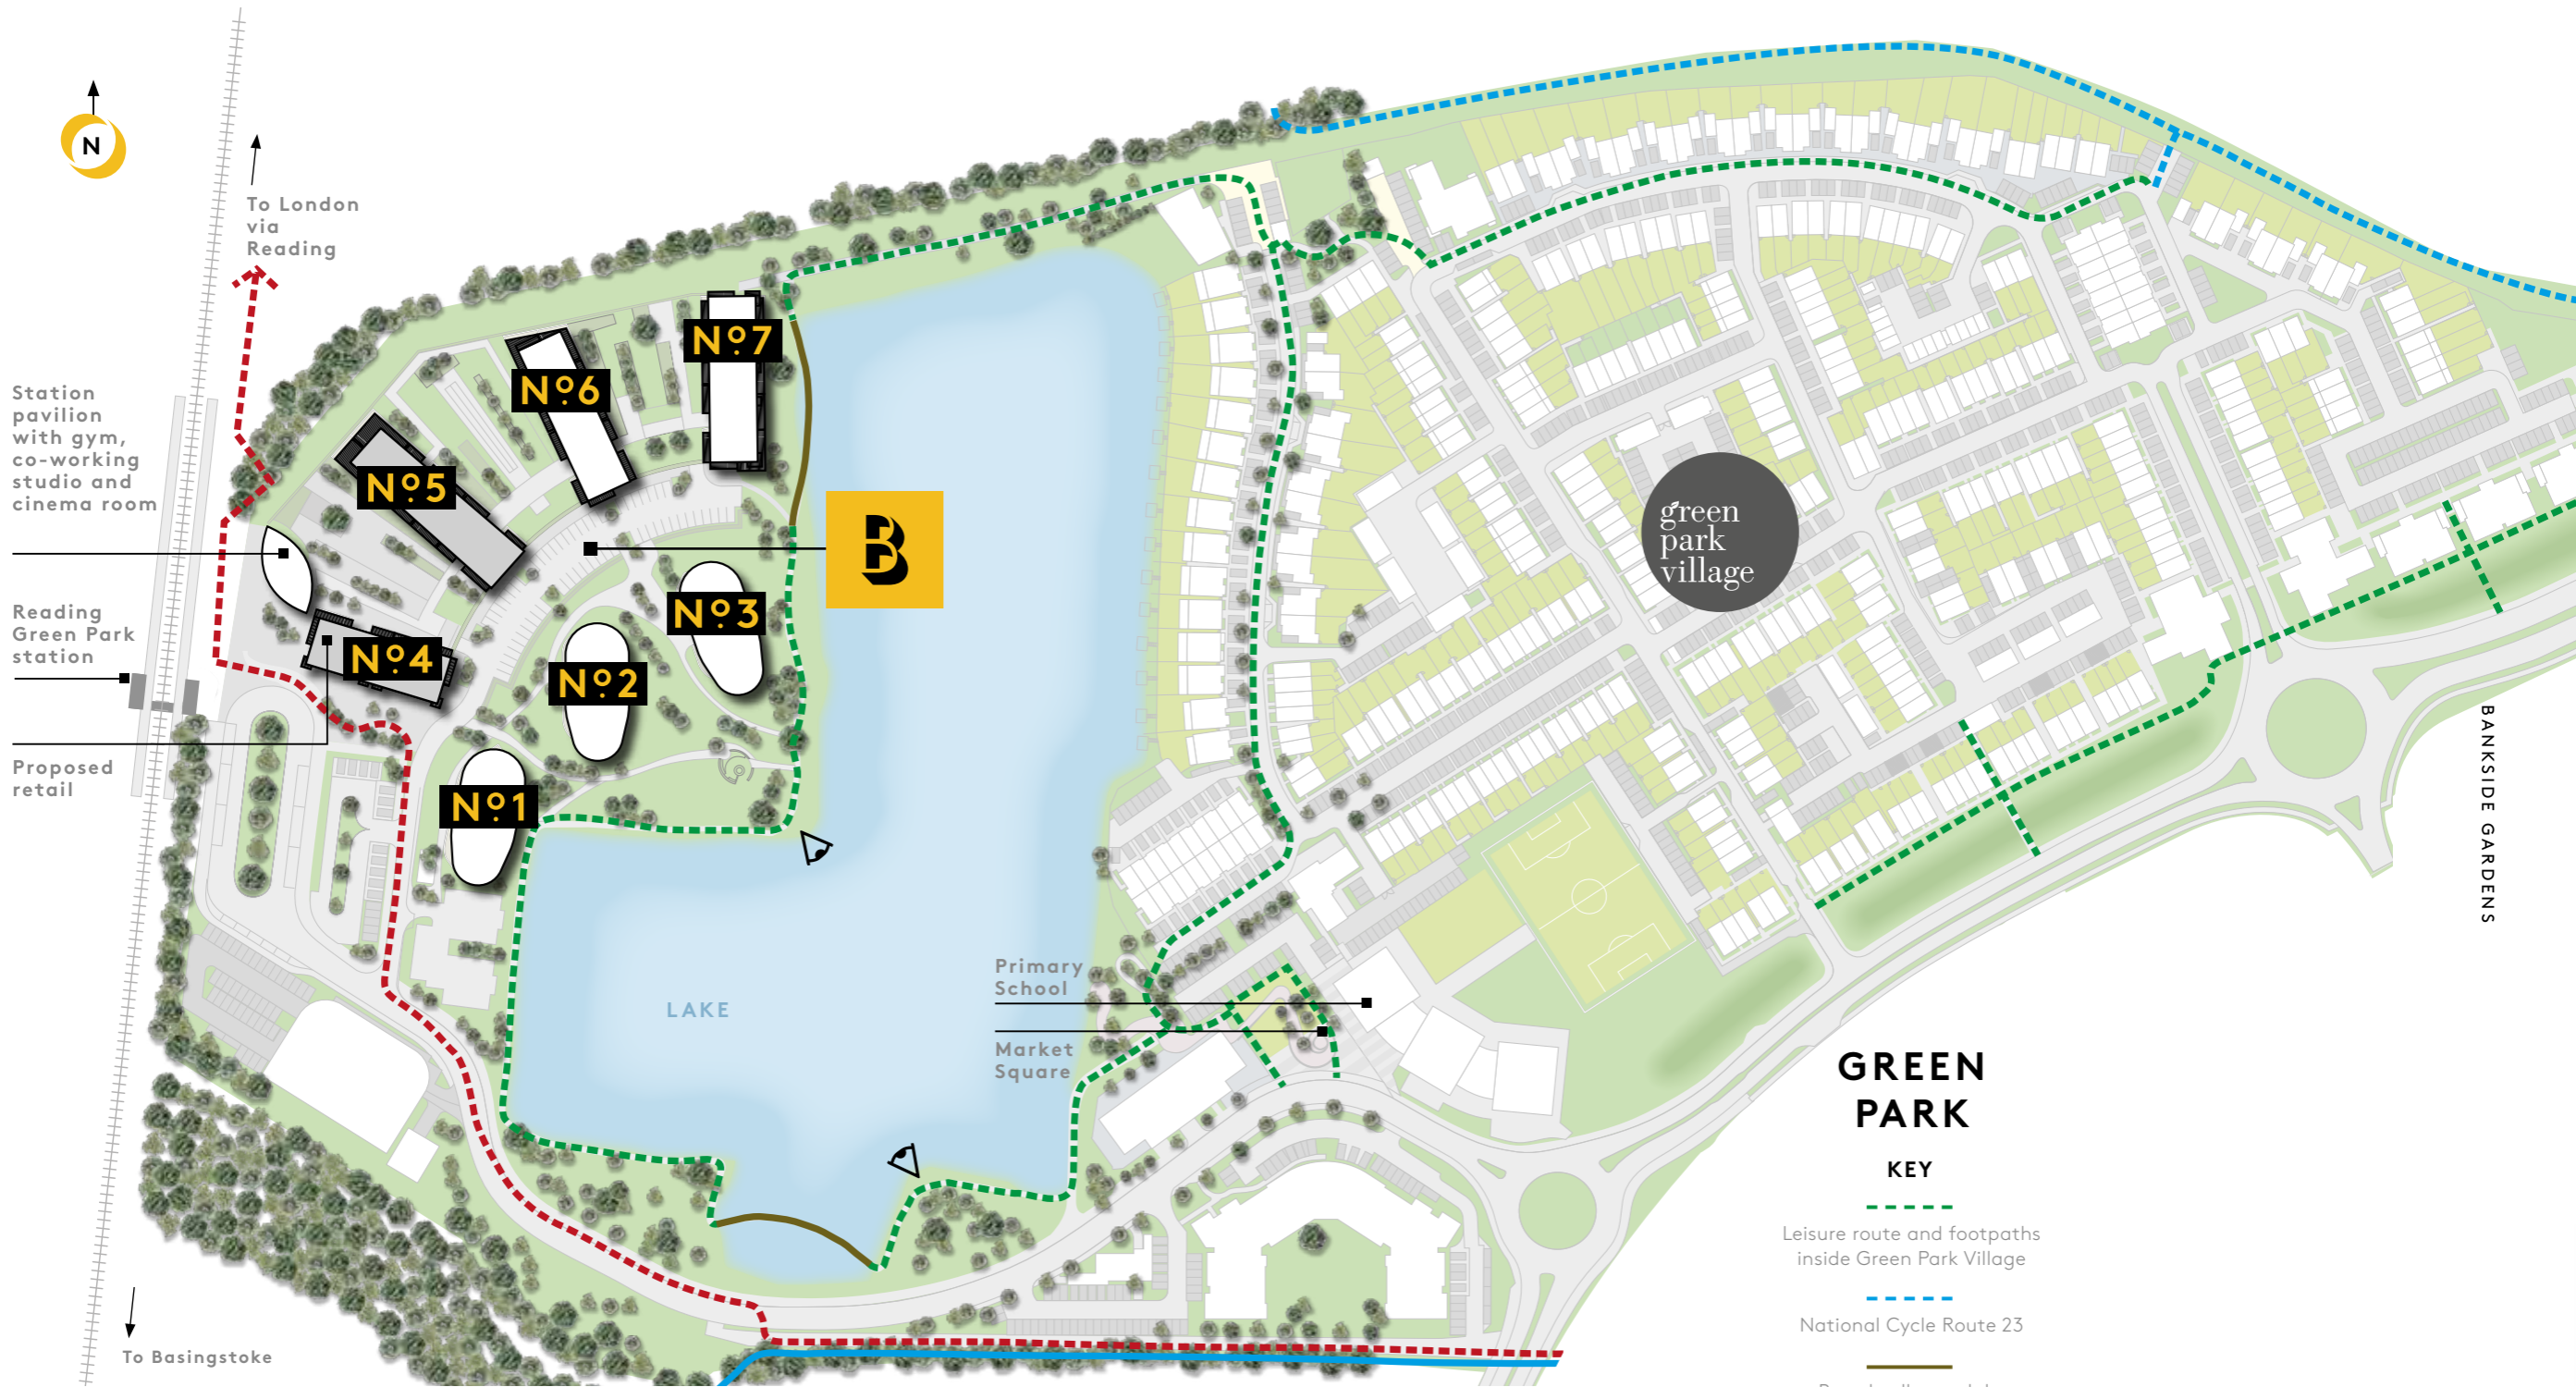 N
To London
via
Reading
Station
pavilion
with gym,
co-working
studio and
cinema room
Reading
Green Park
station
Proposed
retail
To Basingstoke
Nº7
Nº6
Nº5
B
Nº3
Nº4
Nº2
Nº1
LAKE
green
park
village
Primary
School
Market
Square
BANKSIDE GARDENS
GREEN
PARK
KEY
Leisure route and footpaths
inside Green Park Village
National Cycle Route 23